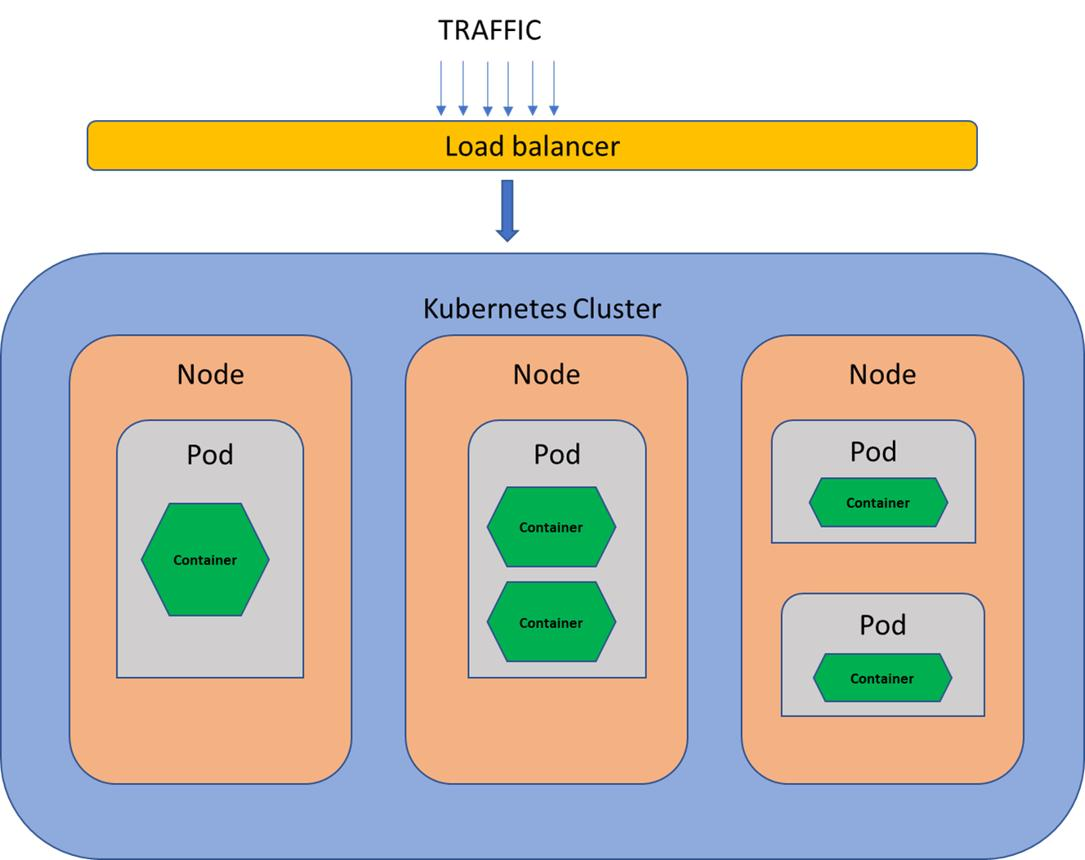 TRAFFIC
Load balancer
Kubernetes Cluster
Node
Pod
Container
Node
Pod
Container
Container
Node
Pod
Container
Pod
Container